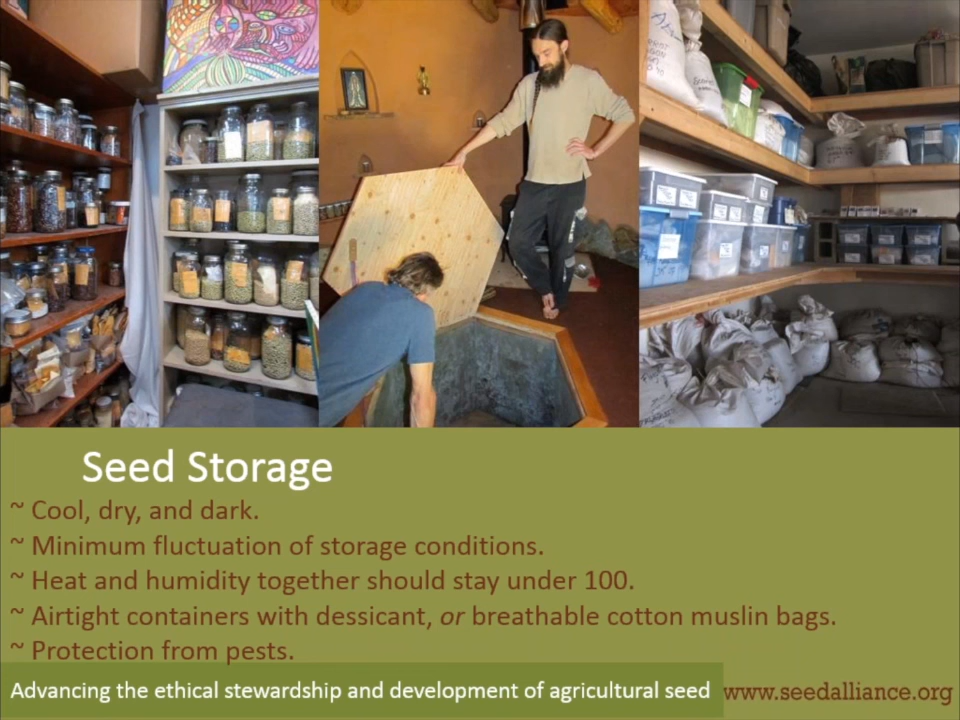 Seed Storage
~ Cool, dry, and dark.
~ Minimum fluctuation of storage conditions.
~ Heat and humidity together should stay under 100.
~ Airtight containers with dessicant, or breathable cotton muslin bags.
~ Protection from pests.
Advancing the ethical stewardship and development of agricultural seed
www.seedalliance.org